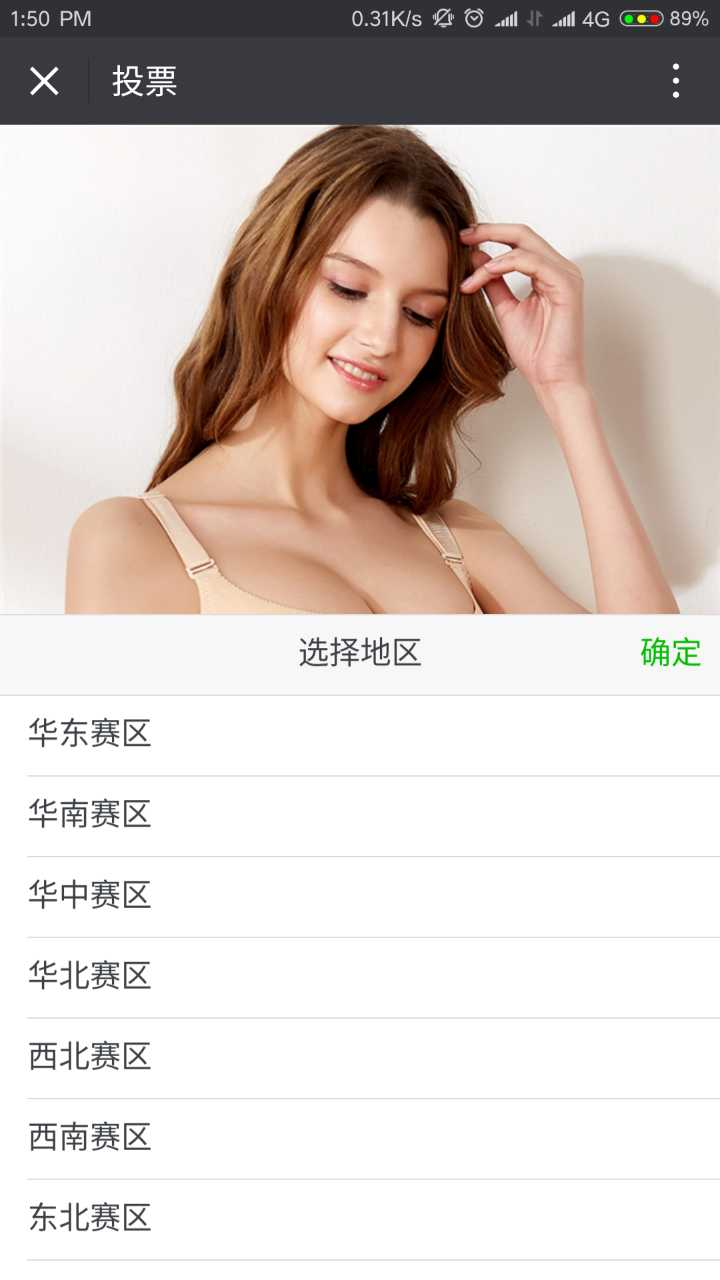 1:50 PM 0.31K/s 4G 89%
投票
选择地区 确定
华东赛区
华南赛区
华中赛区
华北赛区
西北赛区
西南赛区
东北赛区